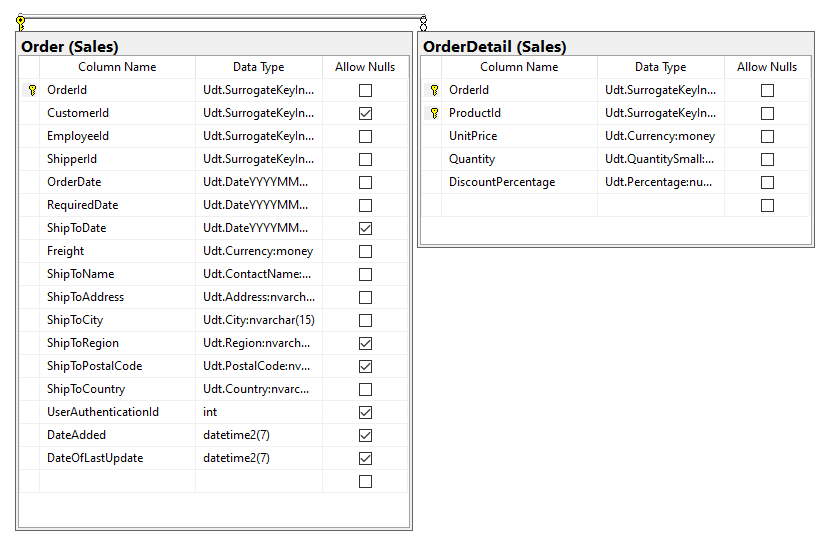 Order (Sales)
Column Name Data Type Allow Nulls
OrderId Udt.SurrogateKeyIn...
CustomerId Udt.SurrogateKeyIn...
EmployeeId Udt.SurrogateKeyIn...
ShipperId Udt.SurrogateKeyIn...
OrderDate Udt.DateYYYYMM...
RequiredDate Udt.DateYYYYMM...
ShipToDate Udt.DateYYYYMM...
Freight Udt.Currency:money
ShipToName Udt.ContactName:...
ShipToAddress Udt.Address:nvarch...
ShipToCity Udt.City:nvarchar(15)
ShipToRegion Udt.Region:nvarch...
ShipToPostalCode Udt.PostalCode:nv...
ShipToCountry Udt.Country:nvarc...
UserAuthenticationId int
DateAdded datetime2(7)
DateOfLastUpdate datetime2(7)
OrderDetail (Sales)
Column Name Data Type Allow Nulls
OrderId Udt.SurrogateKeyIn...
ProductId Udt.SurrogateKeyIn...
UnitPrice Udt.Currency:money
Quantity Udt.QuantitySmall:...
DiscountPercentage Udt.Percentage:nu...